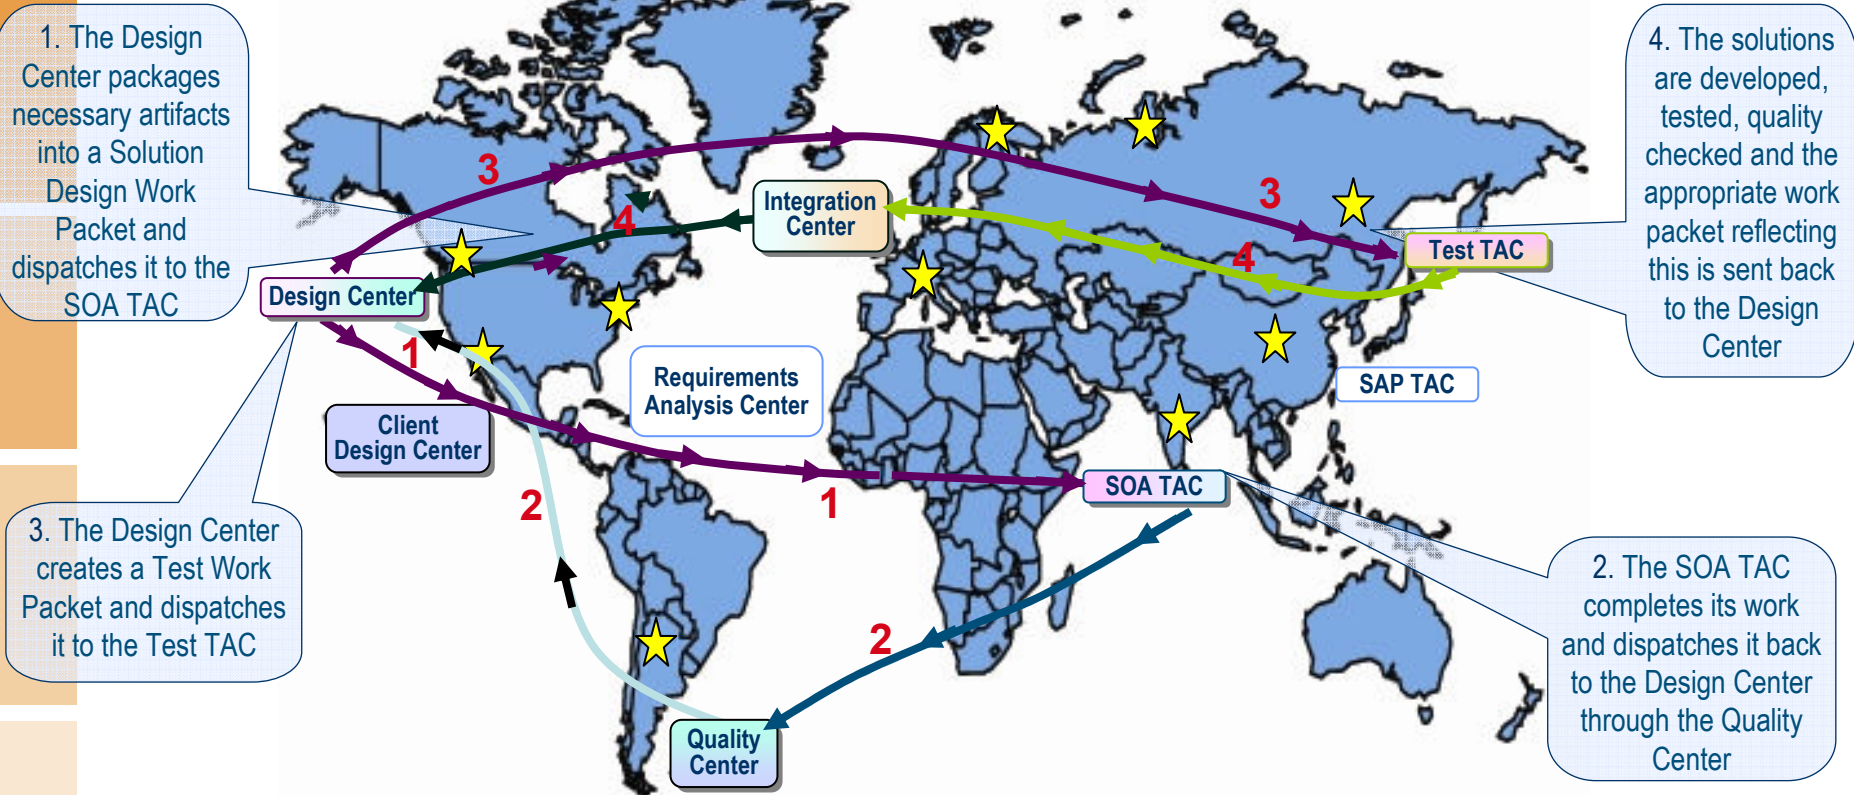 1. The Design
Center packages
necessary artifacts
into a Solution
Design Work
Packet and
dispatches it to the
SOA TAC
4. The solutions
are developed,
tested, quality
checked and the
appropriate work
packet reflecting
this is sent back
to the Design
Center
3
3
4
4
Integration
Center
Test TAC
Design Center
1
Requirements
Analysis Center
SAP TAC
Client
Design Center
2
1
SOA TAC
3. The Design Center
creates a Test Work
Packet and dispatches
it to the Test TAC
2
2. The SOA TAC
completes its work
and dispatches it back
to the Design Center
through the Quality
Center
Quality
Center